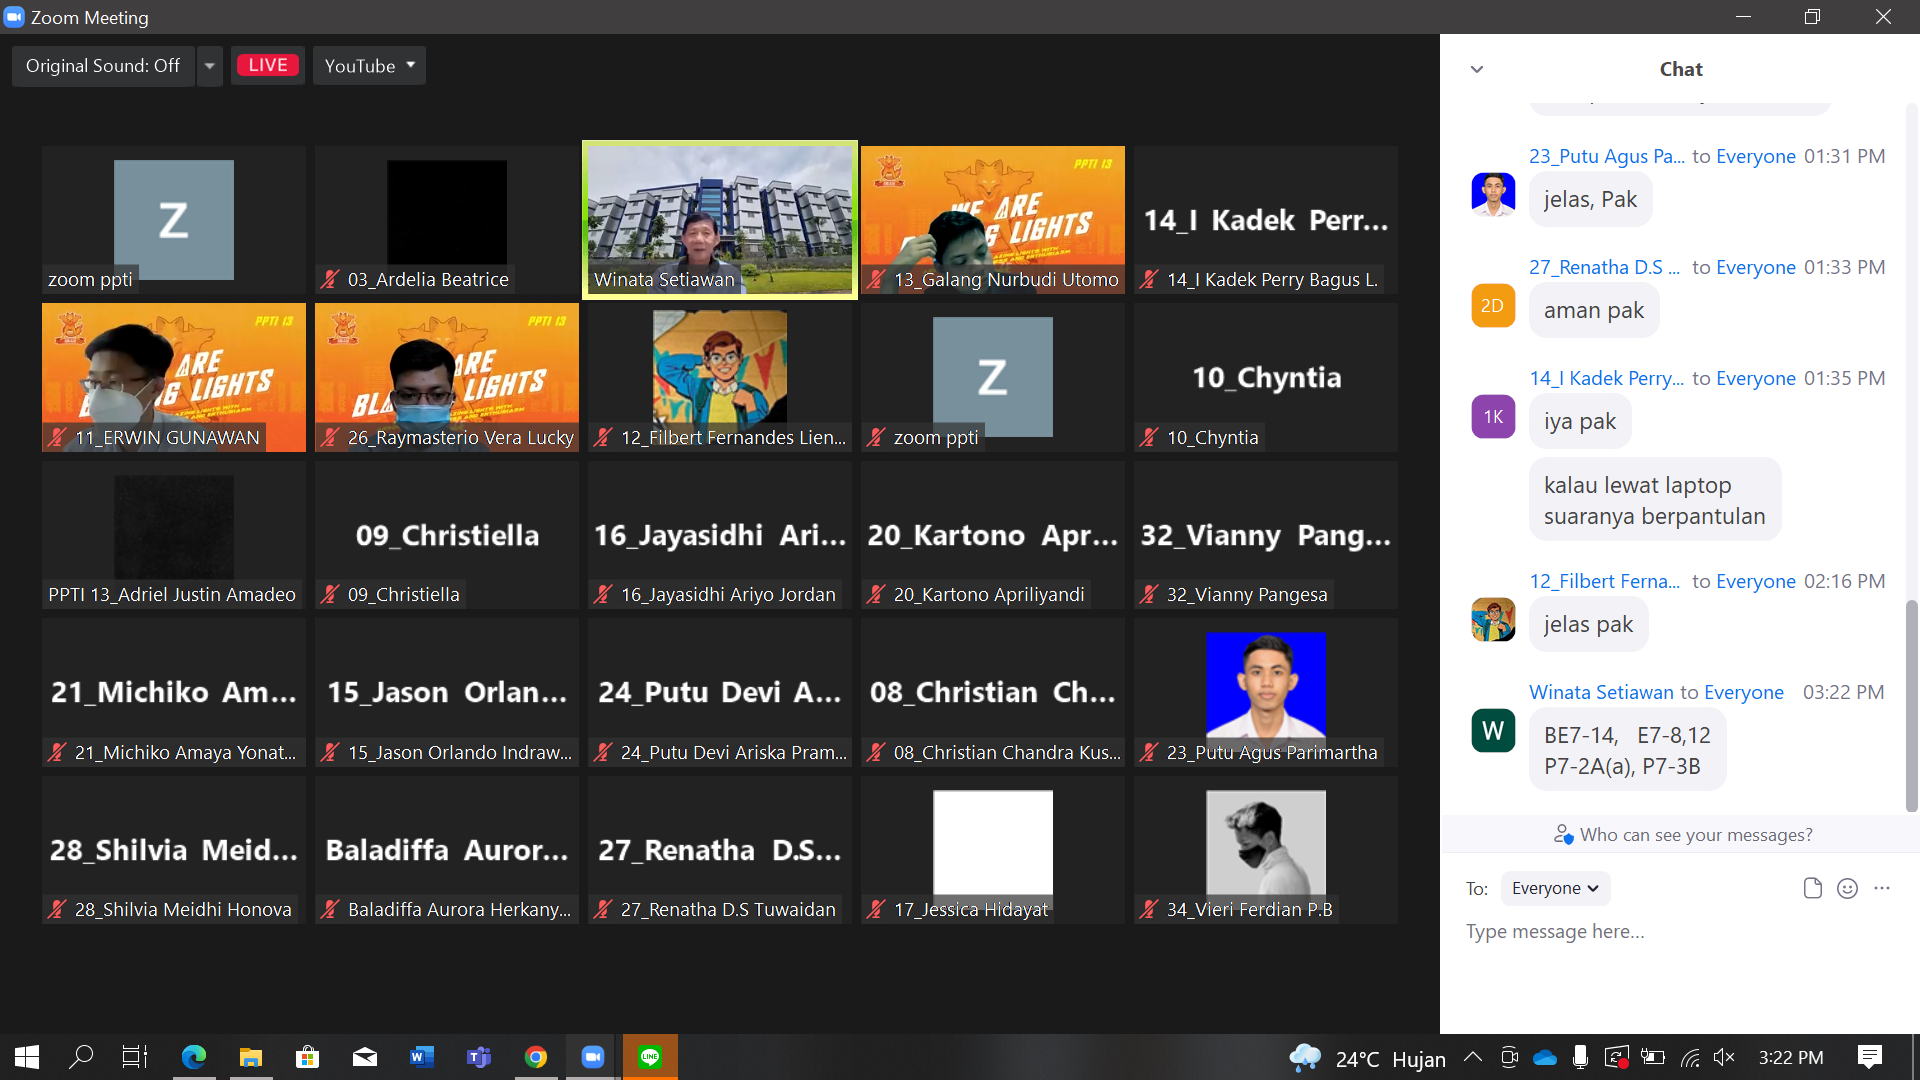 Zoom Meeting
Original Sound: Off
LIVE
YouTube
Z
zoom ppti
03_Ardelia Beatrice
Winata Setiawan
PPTI 13
WE ARE
LIGHTS
13_Galang Nurbudi Utomo
14_I Kadek Perr...
14_I Kadek Perry Bagus L.
PPTI 13
ARE
LIGHTS
11_ERWIN GUNAWAN
PPTI 13
ARE
LIGHTS
26_Raymasterio Vera Lucky
12_Filbert Fernandes Lien...
Z
zoom ppti
10_Chyntia
10_Chyntia
PPTI 13_Adriel Justin Amadeo
09_Christiella
09_Christiella
16_Jayasidhi Ari...
16_Jayasidhi Ariyo Jordan
20_Kartono Apr...
20_Kartono Apriliyandi
32_Vianny Pang...
32_Vianny Pangesa
21_Michiko Am...
21_Michiko Amaya Yonat...
15_Jason Orlan...
15_Jason Orlando Indraw...
24_Putu Devi A...
24_Putu Devi Ariska Pram...
08_Christian Ch...
08_Christian Chandra Kus...
23_Putu Agus Parimartha
28_Shilvia Meid...
28_Shilvia Meidhi Honova
Baladiffa Auror...
Baladiffa Aurora Herkany...
27_Renatha D.S...
27_Renatha D.S Tuwaidan
17_Jessica Hidayat
34_Vieri Ferdian P.B
Chat
23_Putu Agus Pa... to Everyone 01:31 PM
jelas, Pak
27_Renatha D.S ... to Everyone 01:33 PM
2D
aman pak
14_I Kadek Perry... to Everyone 01:35 PM
1K
iya pak
kalau lewat laptop
suaranya berpantulan
12_Filbert Ferna... to Everyone 02:16 PM
jelas pak
Winata Setiawan to Everyone 03:22 PM
W
BE7-14, E7-8,12
P7-2A(a), P7-3B
Who can see your messages?
To: Everyone
Type message here...
24°C Hujan
3:22 PM